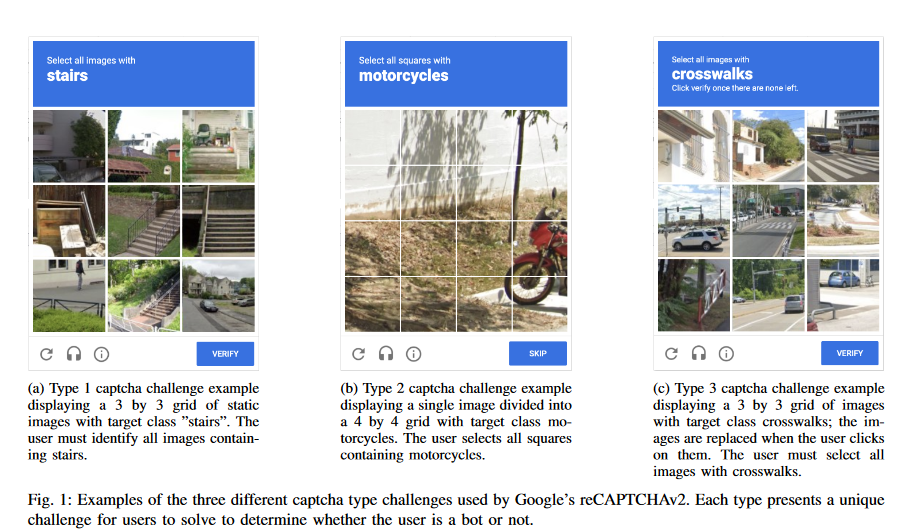 Select all images with
stairs
VERIFY
(a) Type 1 captcha challenge example
displaying a 3 by 3 grid of static
images with target class ”stairs”. The
user must identify all images contain-
ing stairs.
Select all squares with
motorcycles
SKIP
(b) Type 2 captcha challenge example
displaying a single image divided into
a 4 by 4 grid with target class mo-
torcycles. The user selects all squares
containing motorcycles.
Select all images with
crosswalks
Click verify once there are none left.
VERIFY
(c) Type 3 captcha challenge example
displaying a 3 by 3 grid of images
with target class crosswalks; the im-
ages are replaced when the user clicks
on them. The user must select all
images with crosswalks.
Fig. 1: Examples of the three different captcha type challenges used by Google's reCAPTCHAv2. Each type presents a unique
challenge for users to solve to determine whether the user is a bot or not.